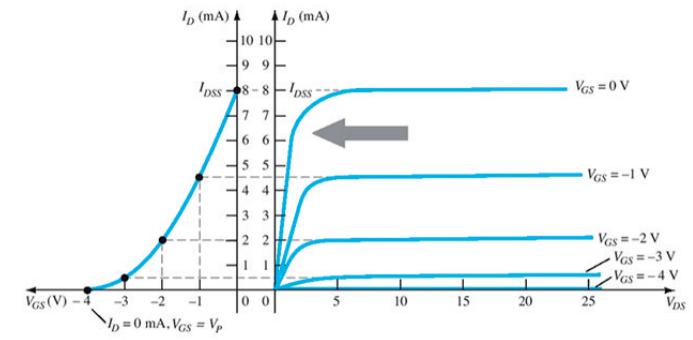 I_D (mA) I_D (mA)
10 10
9 9
I_DSS 8 8 I_DSS V_GS = 0 V
7 7
6 6
5 5
V_GS = −1 V
4 4
3 3
2 2 V_GS = −2 V
V_GS = −3 V
1 1 V_GS = −4 V
V_GS (V) −4 −3 −2 −1 0 0 5 10 15 20 25 V_DS
I_D = 0 mA, V_GS = V_P